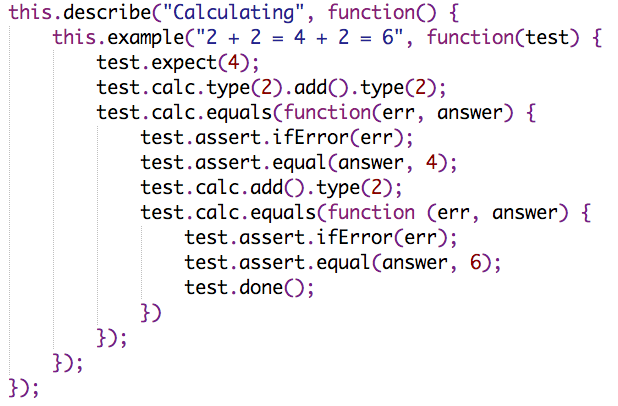 this.describe("Calculating", function() {
    this.example("2 + 2 = 4 + 2 = 6", function(test) {
        test.expect(4);
        test.calc.type(2).add().type(2);
        test.calc.equals(function(err, answer) {
            test.assert.ifError(err);
            test.assert.equal(answer, 4);
            test.calc.add().type(2);
            test.calc.equals(function (err, answer) {
                test.assert.ifError(err);
                test.assert.equal(answer, 6);
                test.done();
            })
        });
    });
});